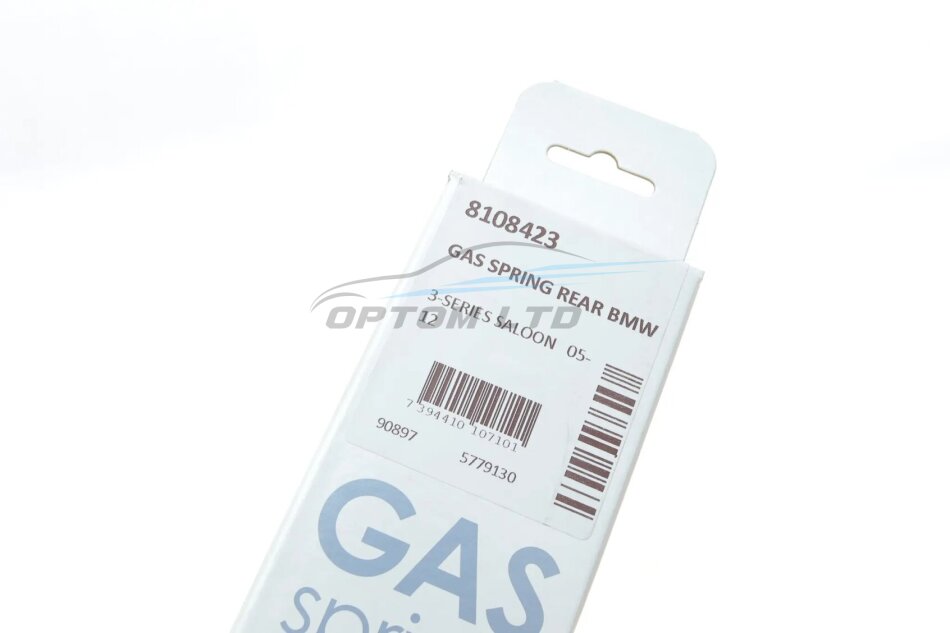 8108423
GAS SPRING REAR BMW
3-SERIES SALOON 05-
12
OPTOM LTD
7 394410 107101
90897
5779130
GAS
spri